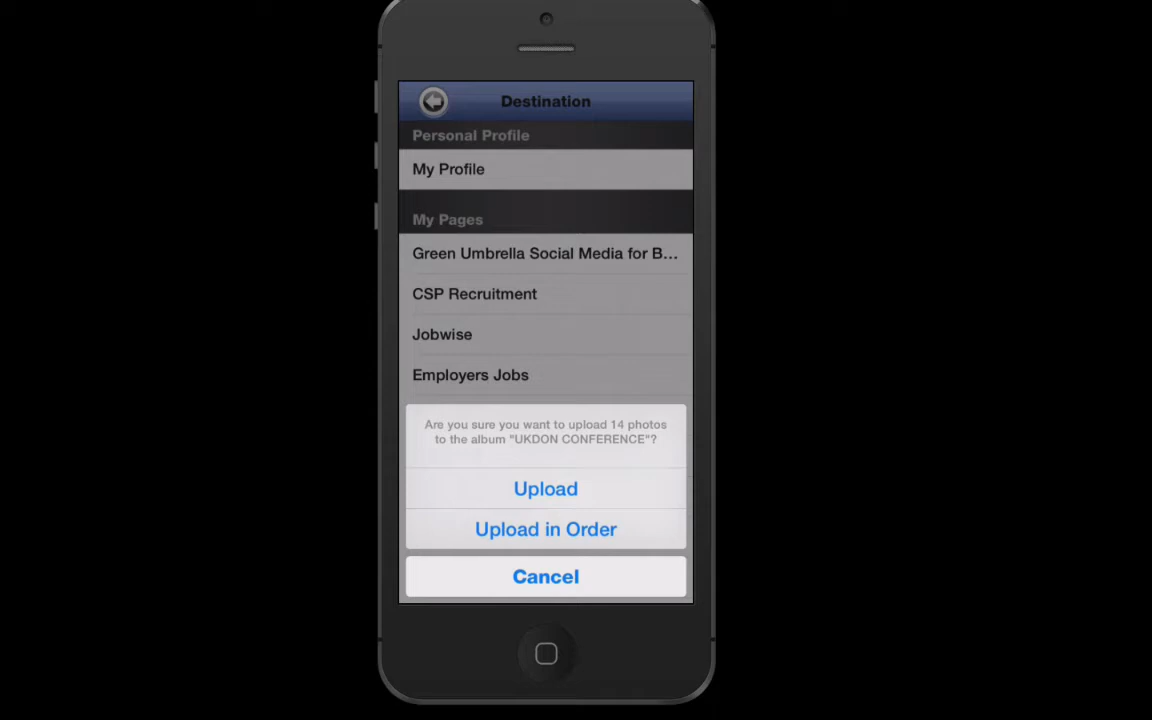 Destination
Personal Profile
My Profile
My Pages
Green Umbrella Social Media for B...
CSP Recruitment
Jobwise
Employers Jobs
Are you sure you want to upload 14 photos
to the album "UKDON CONFERENCE"?
Upload
Upload in Order
Cancel